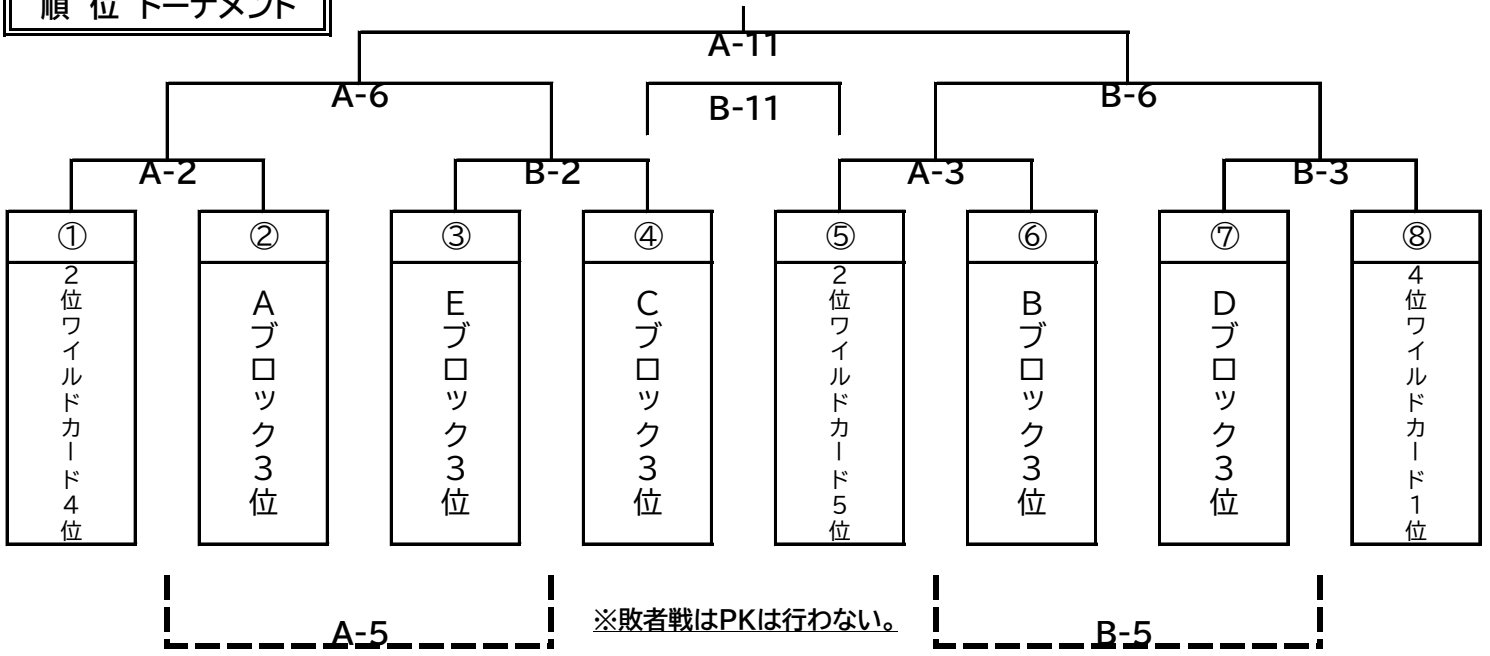 順 位 トーナメント
A-11
A-6
B-11
B-6
A-2
B-2
A-3
B-3
①
②
③
④
⑤
⑥
⑦
⑧
2位ワイルドカード4位
Aブロック3位
Eブロック3位
Cブロック3位
2位ワイルドカード5位
Bブロック3位
Dブロック3位
4位ワイルドカード1位
A-5
※敗者戦はPKは行わない。
B-5